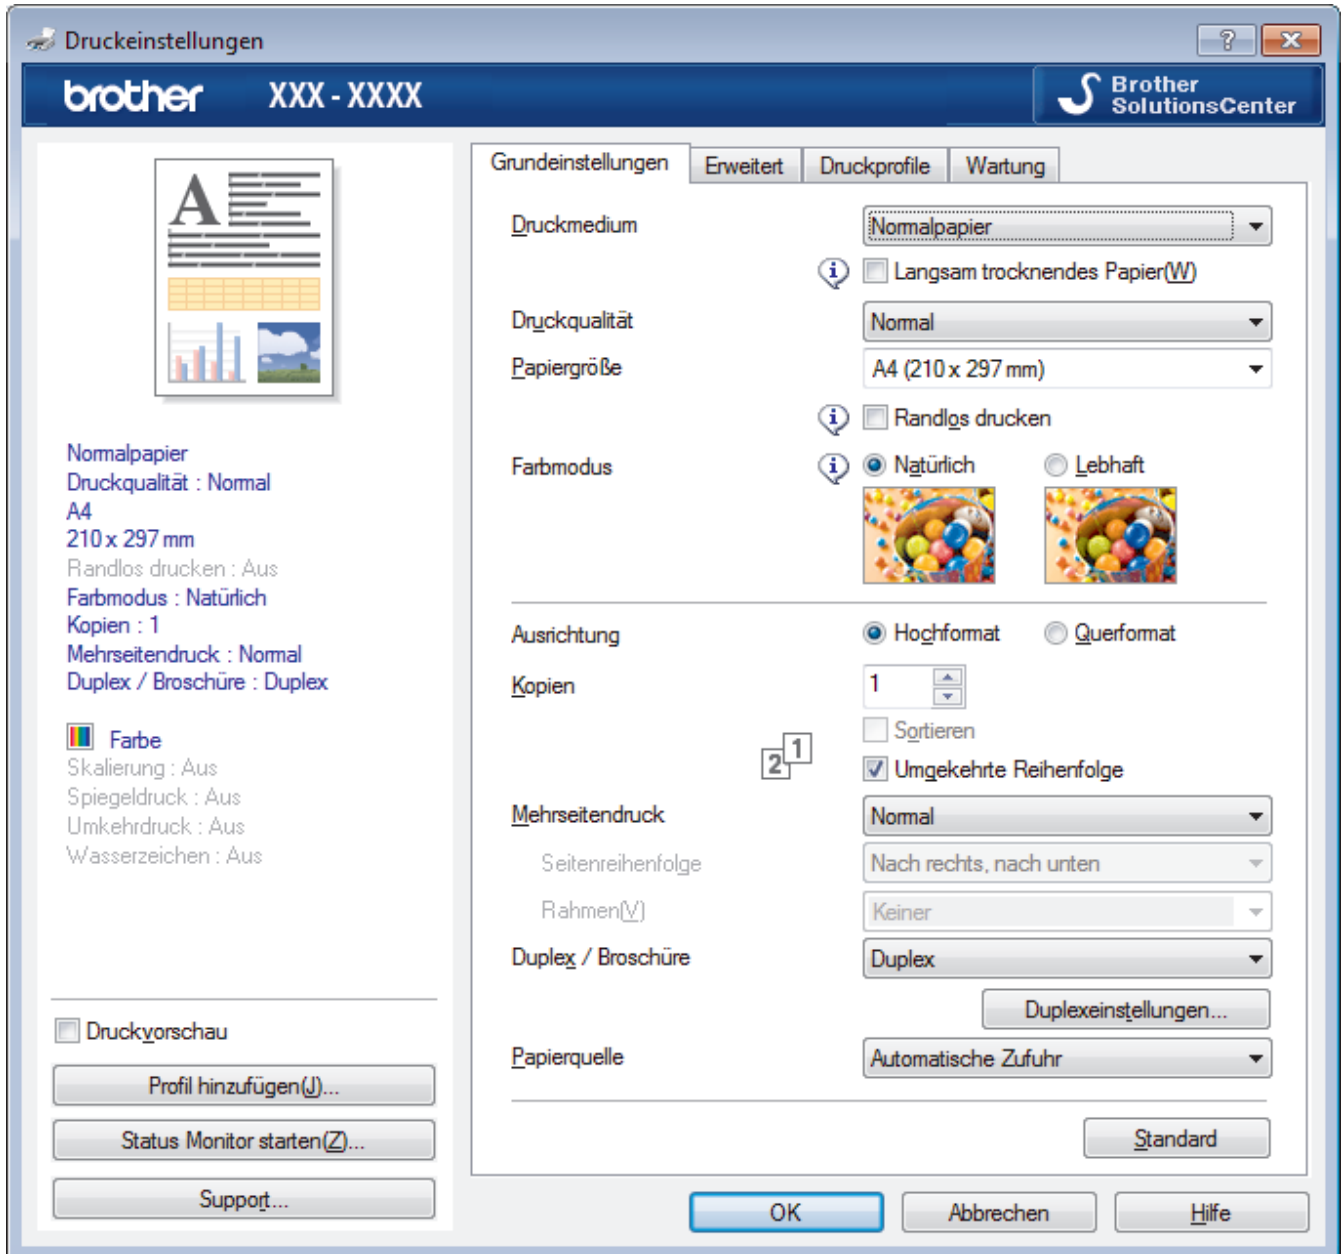 Druckeinstellungen
?
brother XXX - XXXX
Brother
SolutionsCenter
A
Normalpapier
Druckqualität : Normal
A4
210 x 297 mm
Randlos drucken : Aus
Farbmodus : Natürlich
Kopien : 1
Mehrseitendruck : Normal
Duplex / Broschüre : Duplex
Farbe
Skalierung : Aus
Spiegeldruck : Aus
Umkehrdruck : Aus
Wasserzeichen : Aus
Druckvorschau
Profil hinzufügen(J)...
Status Monitor starten(Z)...
Support...
Grundeinstellungen Erweitert Druckprofile Wartung
Druckmedium Normalpapier
Langsam trocknendes Papier(W)
Druckqualität Normal
Papiergröße A4 (210 x 297 mm)
Randlos drucken
Farbmodus Natürlich Lebhaft
Ausrichtung Hochformat Querformat
Kopien 1
Sortieren
2 1 Umgekehrte Reihenfolge
Mehrseitendruck Normal
Seitenreihenfolge Nach rechts, nach unten
Rahmen(V) Keiner
Duplex / Broschüre Duplex
Duplexeinstellungen...
Papierquelle Automatische Zufuhr
Standard
OK Abbrechen Hilfe